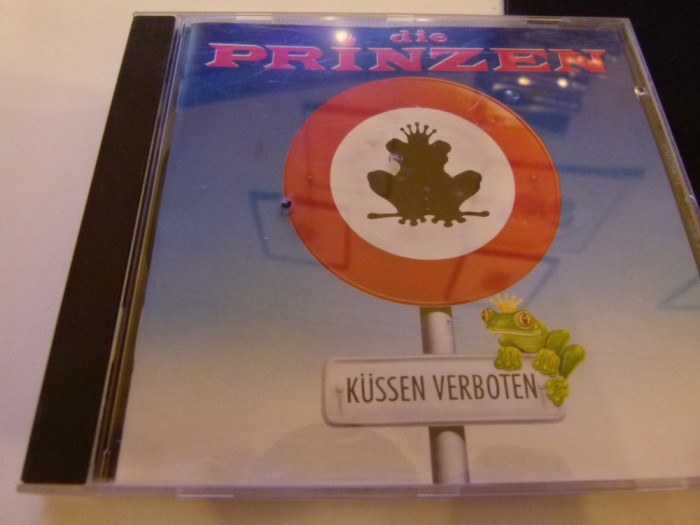 die
PRINZEN
KÜSSEN VERBOTEN